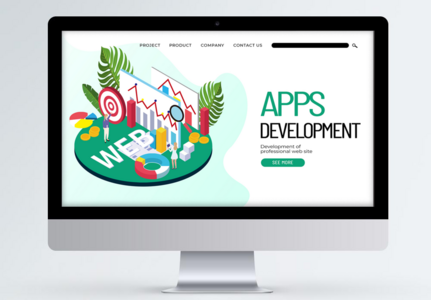 PROJECT PRODUCT COMPANY CONTACT US
APPS
DEVELOPMENT
Development of
professional web site
SEE MORE
WEB